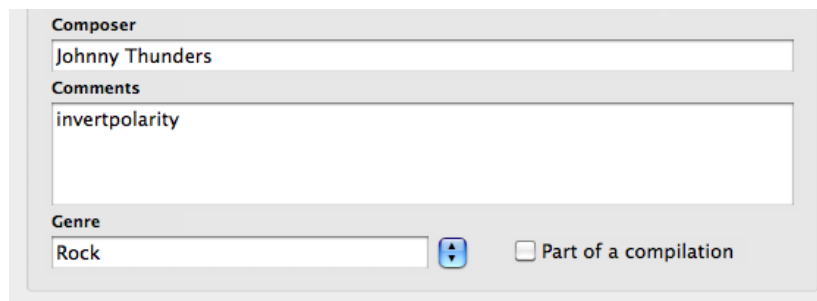 Composer
Johnny Thunders
Comments
invertpolarity
Genre
Rock
Part of a compilation